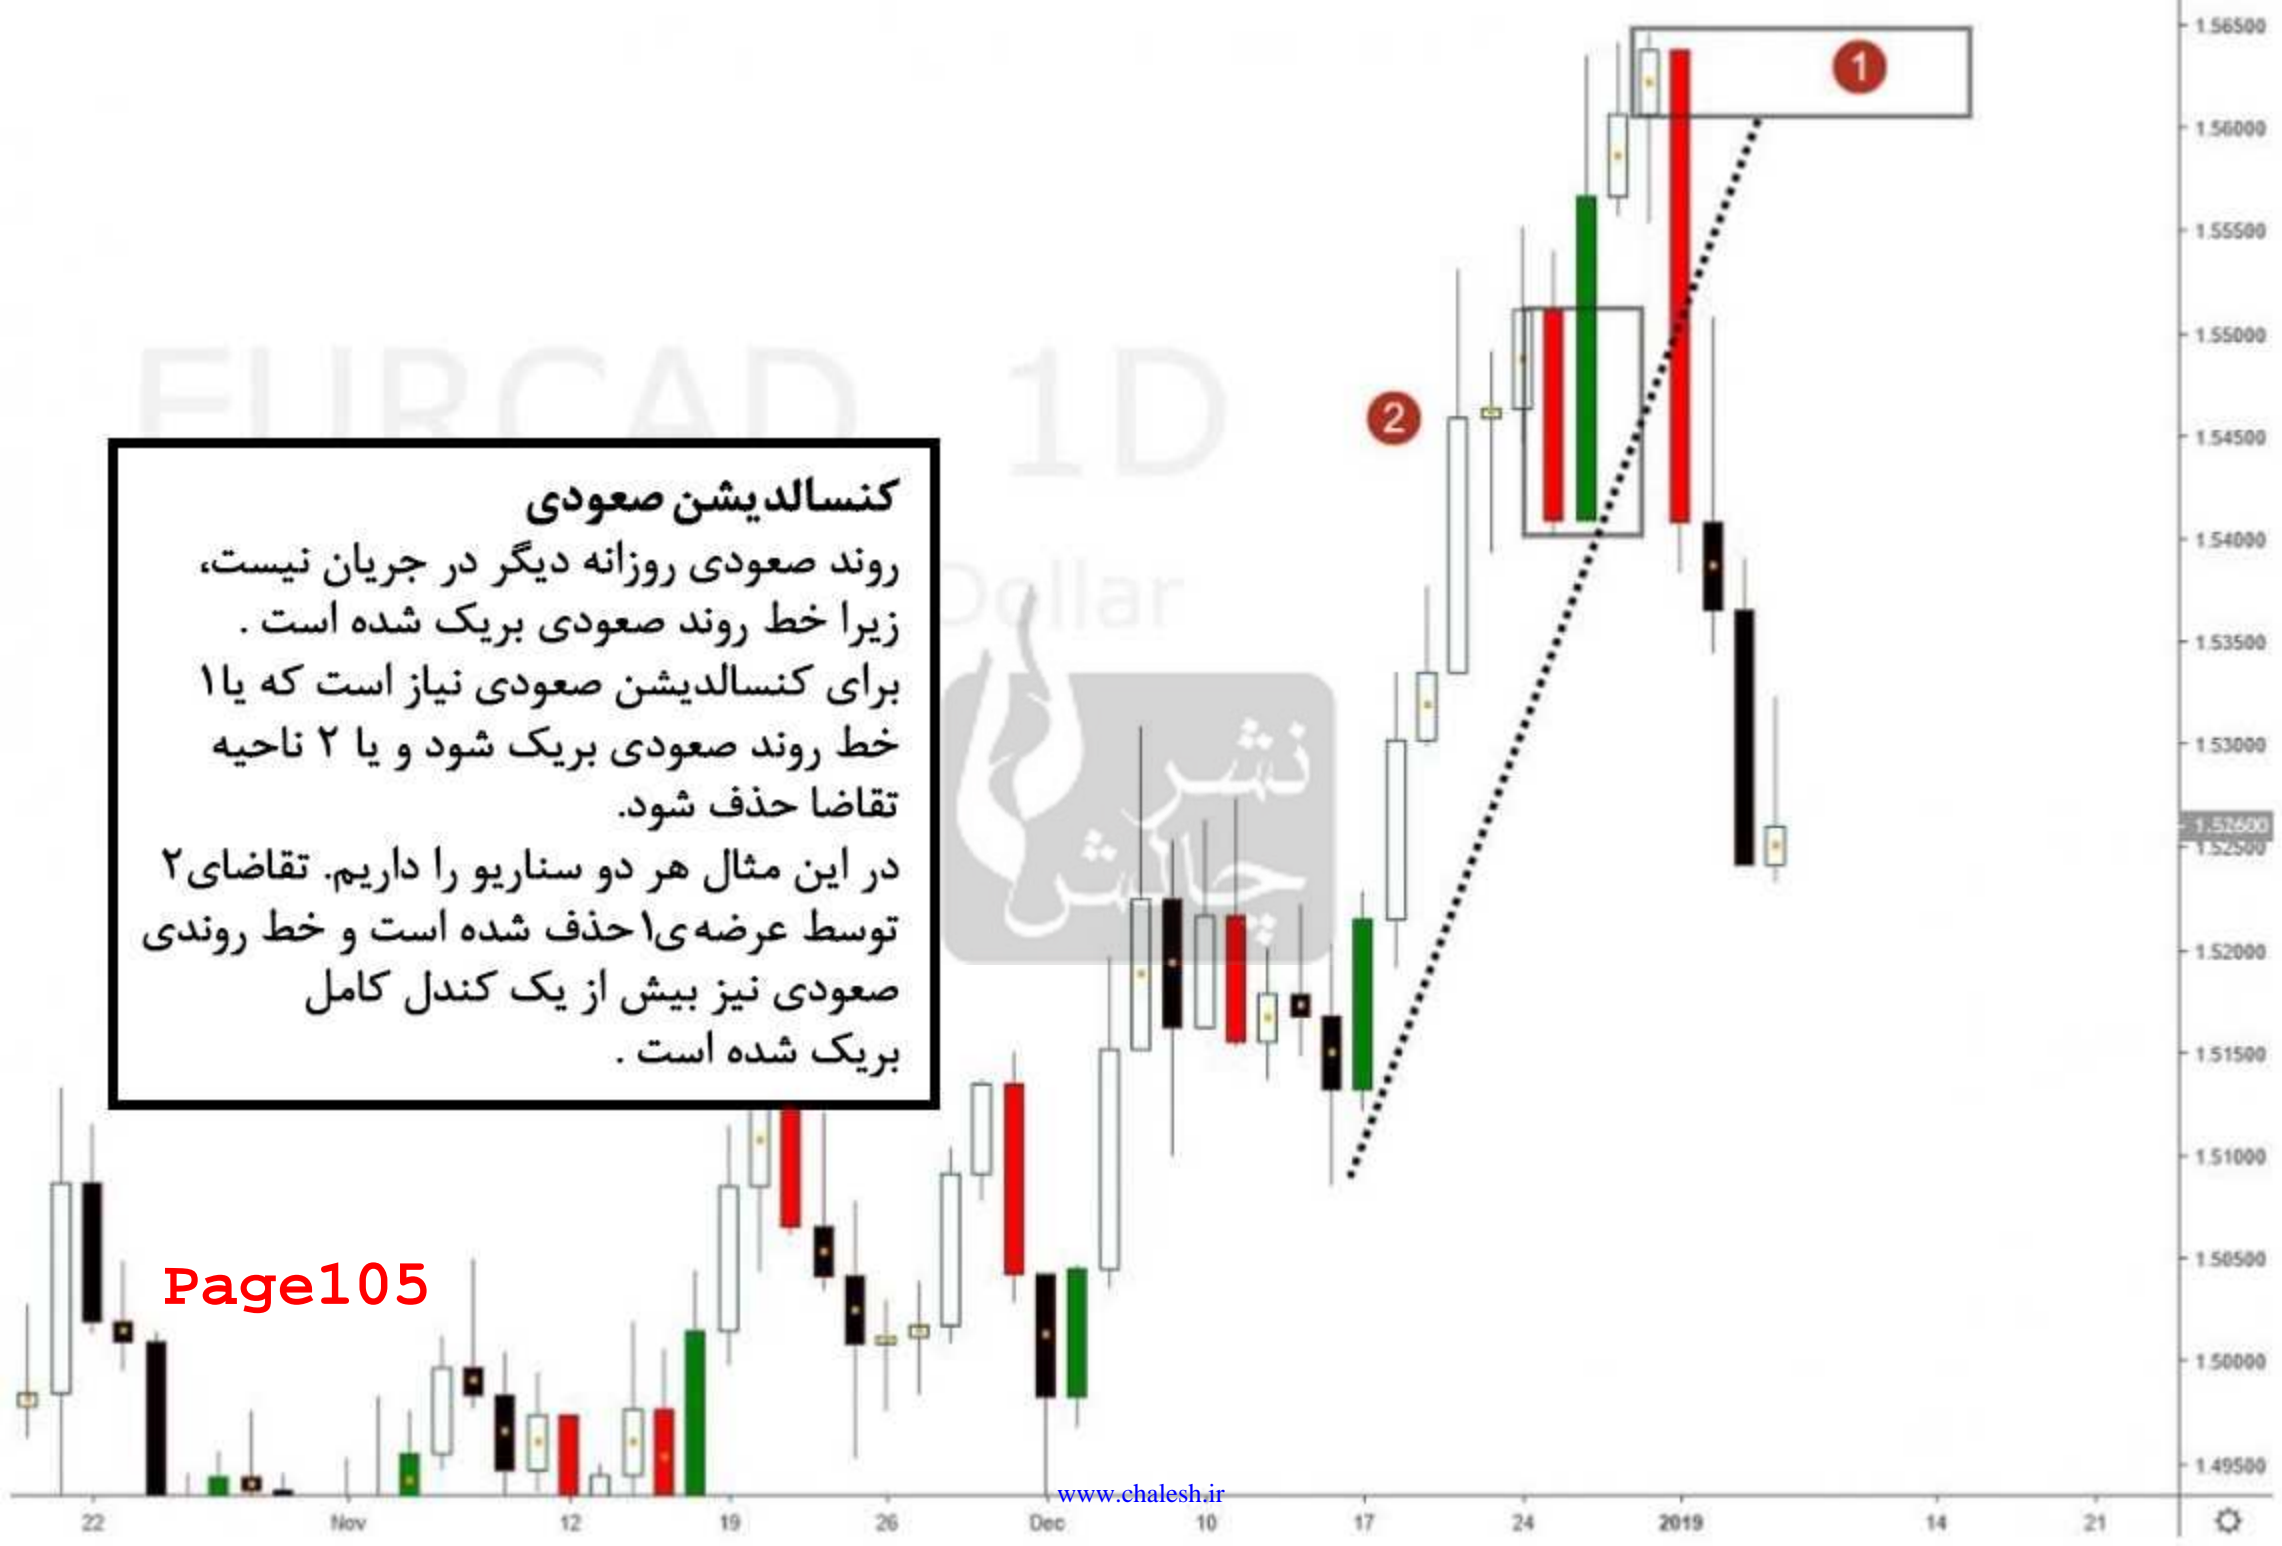 EURCAD 1D
Dollar
1
2
کنسالدیشن صعودی
روند صعودی روزانه دیگر در جریان نیست،
زیرا خط روند صعودی بریک شده است .
برای کنسالدیشن صعودی نیاز است که یا۱
خط روند صعودی بریک شود و یا ۲ ناحیه
تقاضا حذف شود.
در این مثال هر دو سناریو را داریم. تقاضای۲
توسط عرضه ی۱حذف شده است و خط روندی
صعودی نیز بیش از یک کندل کامل
بریک شده است .
نشر
چالش
Page105
www.chalesh.ir
1.56500
1.56000
1.55500
1.55000
1.54500
1.54000
1.53500
1.53000
1.52600
1.52500
1.52000
1.51500
1.51000
1.50500
1.50000
1.49500
22 Nov 12 19 26 Dec 10 17 24 2019 14 21